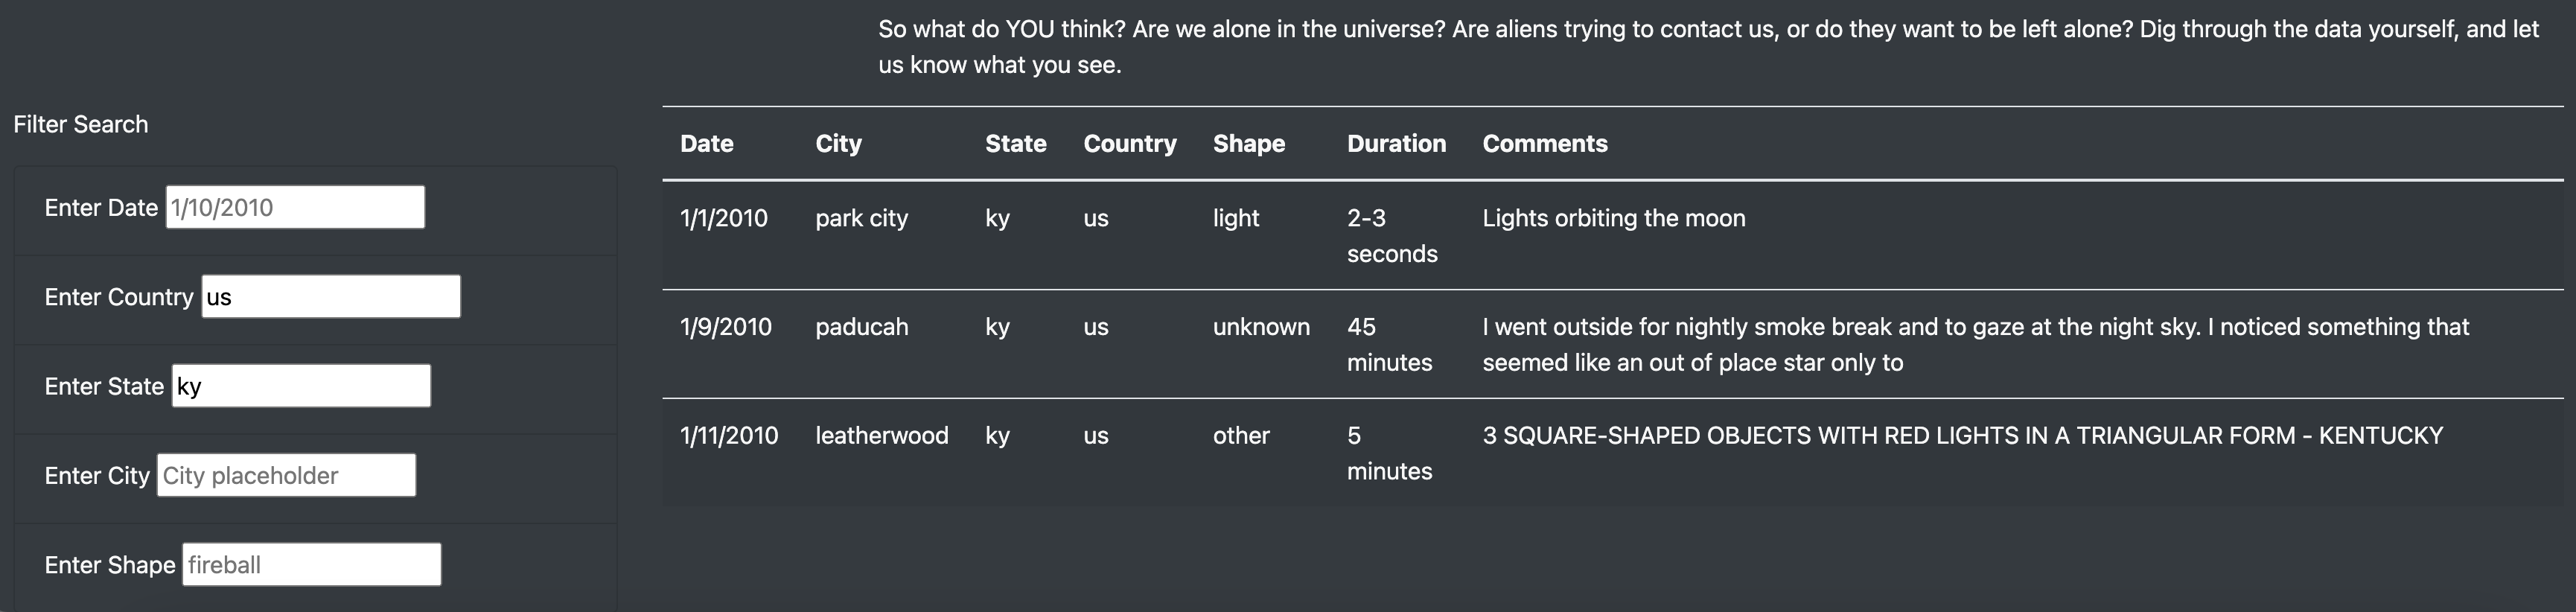 So what do YOU think? Are we alone in the universe? Are aliens trying to contact us, or do they want to be left alone? Dig through the data yourself, and let
us know what you see.
Filter Search
Enter Date 1/10/2010
Enter Country us
Enter State ky
Enter City City placeholder
Enter Shape fireball
Date City State Country Shape Duration Comments
1/1/2010 park city ky us light 2-3 Lights orbiting the moon
seconds
1/9/2010 paducah ky us unknown 45 I went outside for nightly smoke break and to gaze at the night sky. I noticed something that
minutes seemed like an out of place star only to
1/11/2010 leatherwood ky us other 5 3 SQUARE-SHAPED OBJECTS WITH RED LIGHTS IN A TRIANGULAR FORM - KENTUCKY
minutes